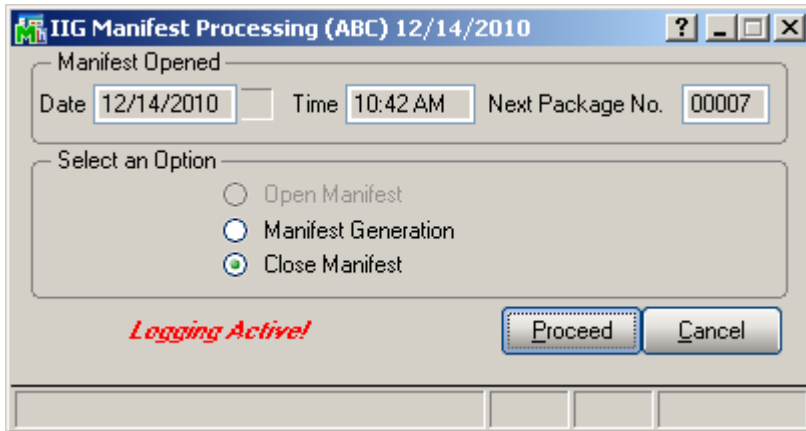 IIG Manifest Processing (ABC) 12/14/2010
Manifest Opened
Date 12/14/2010 Time 10:42 AM Next Package No. 00007
Select an Option
Open Manifest
Manifest Generation
Close Manifest
Logging Active! Proceed Cancel